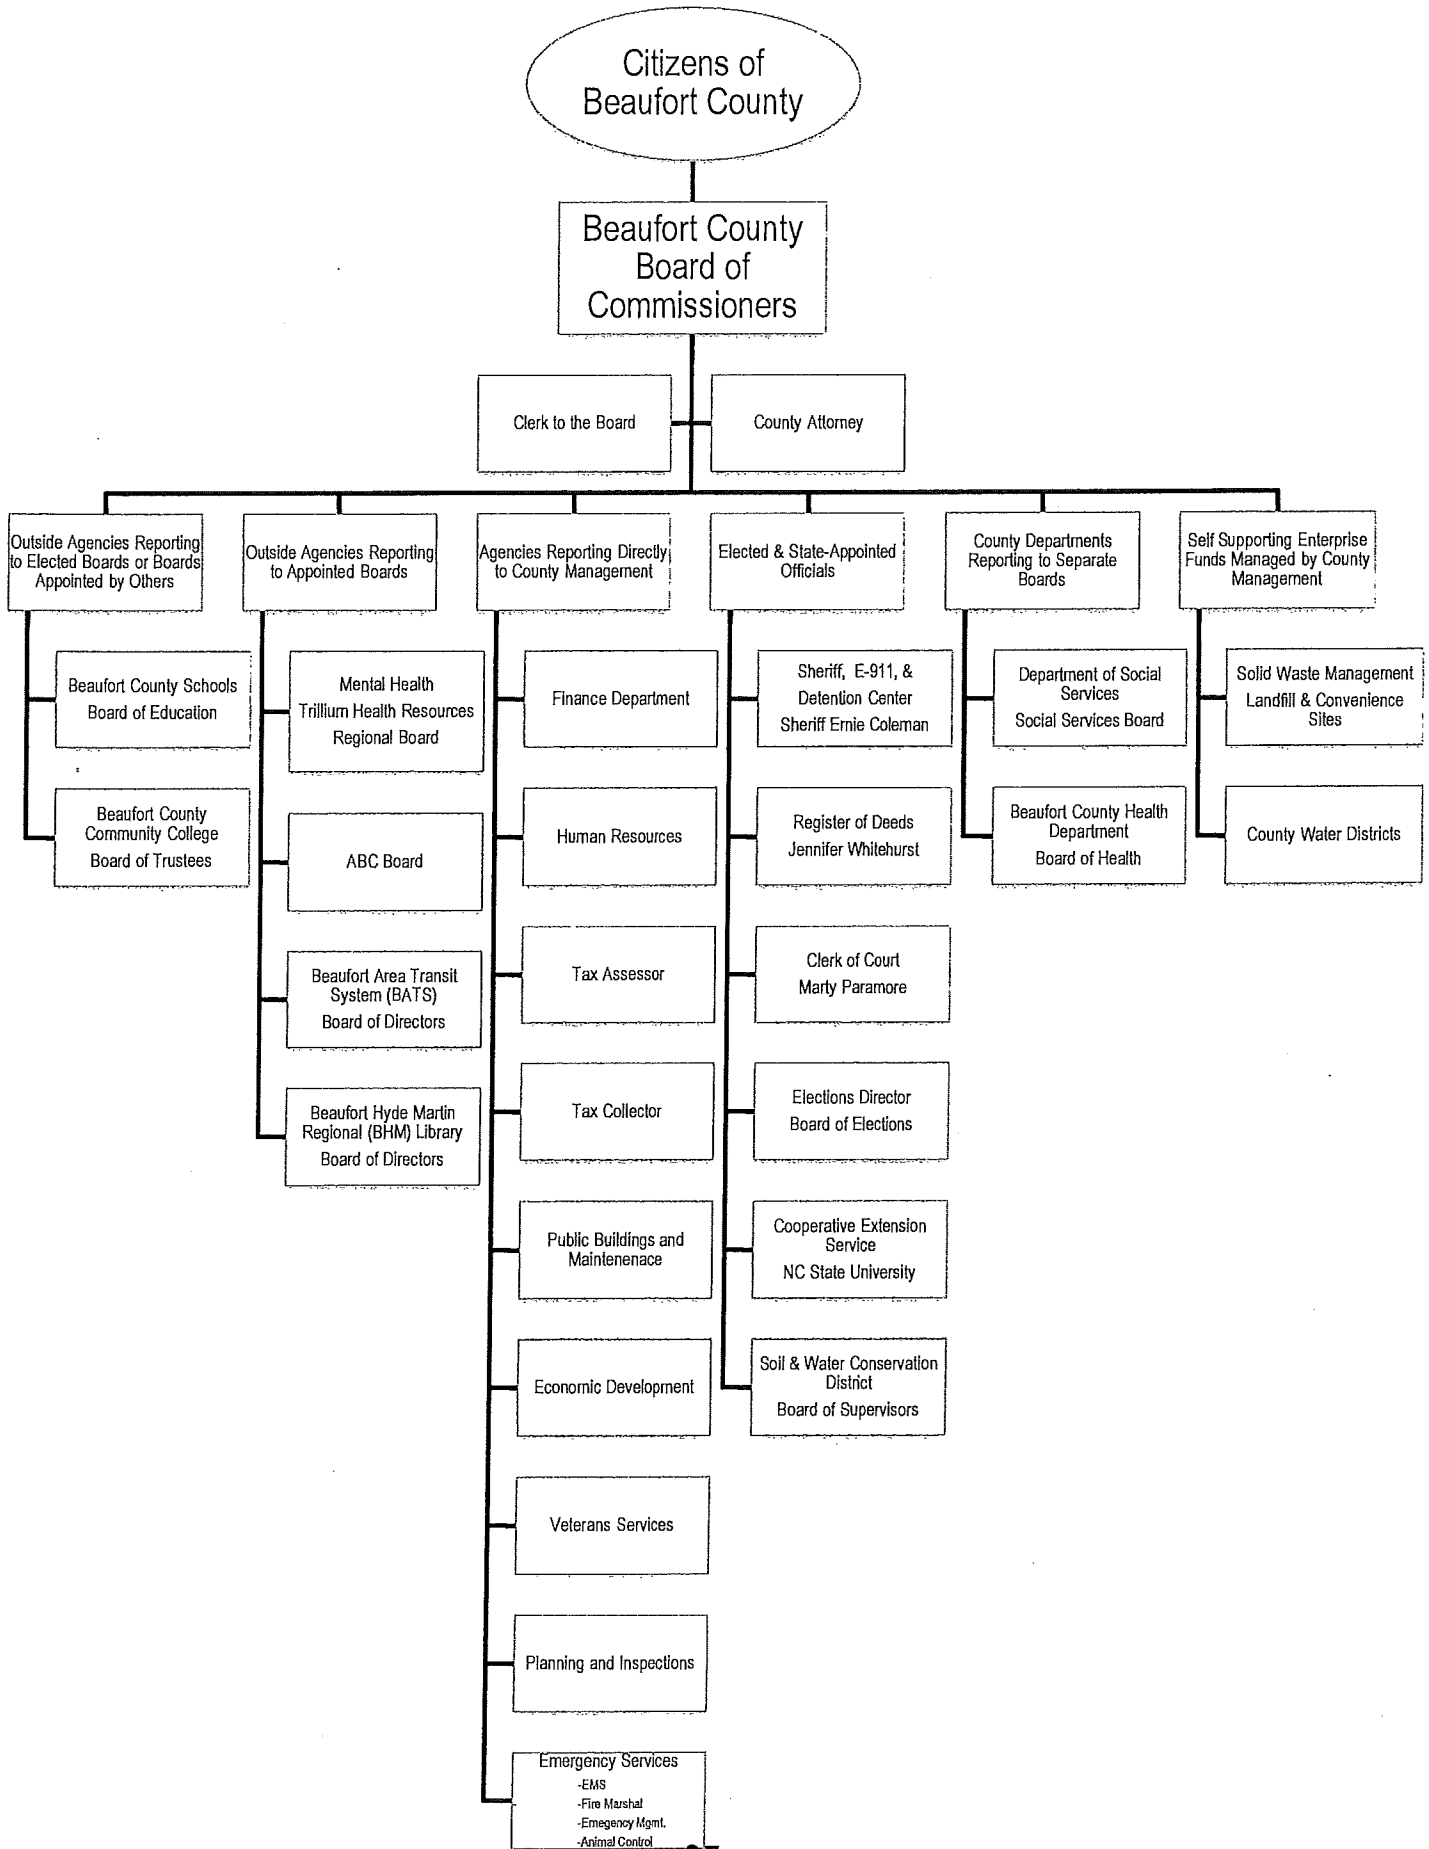 Citizens of
Beaufort County
Beaufort County
Board of
Commissioners
Clerk to the Board
County Attorney
Outside Agencies Reporting
to Elected Boards or Boards
Appointed by Others
Outside Agencies Reporting
to Appointed Boards
Agencies Reporting Directly
to County Management
Elected & State-Appointed
Officials
County Departments
Reporting to Separate
Boards
Self Supporting Enterprise
Funds Managed by County
Management
Beaufort County Schools
Board of Education
Beaufort County
Community College
Board of Trustees
Mental Health
Trillium Health Resources
Regional Board
ABC Board
Beaufort Area Transit
System (BATS)
Board of Directors
Beaufort Hyde Martin
Regional (BHM) Library
Board of Directors
Finance Department
Human Resources
Tax Assessor
Tax Collector
Public Buildings and
Maintenenace
Economic Development
Veterans Services
Planning and Inspections
Emergency Services
-EMS
-Fire Marshal
-Emegency Mgmt.
-Animal Control
Sheriff, E-911, &
Detention Center
Sheriff Ernie Coleman
Register of Deeds
Jennifer Whitehurst
Clerk of Court
Marty Paramore
Elections Director
Board of Elections
Cooperative Extension
Service
NC State University
Soil & Water Conservation
District
Board of Supervisors
Department of Social
Services
Social Services Board
Beaufort County Health
Department
Board of Health
Solid Waste Management
Landfill & Convenience
Sites
County Water Districts